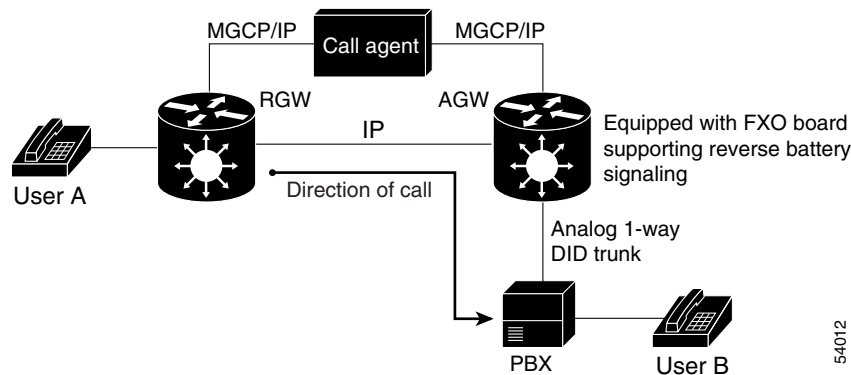 MGCP/IP
Call agent
MGCP/IP
RGW
AGW
IP
Equipped with FXO board
supporting reverse battery
signaling
User A
Direction of call
Analog 1-way
DID trunk
PBX
User B
54012